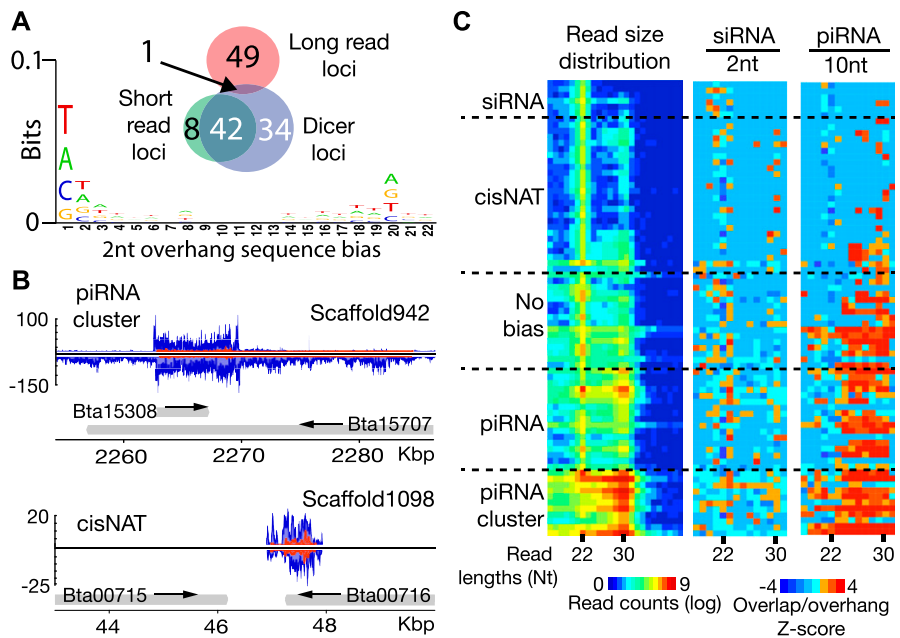 A
0.1
Bits
0
T
A
C
G
1
49
Long read
loci
Short
read
loci
8
42
34
Dicer
loci
1 2 3 4 5 6 7 8 9 10 11 12 13 14 15 16 17 18 19 20 21 22
2nt overhang sequence bias
B
piRNA
cluster
Scaffold942
100
-150
Bta15308
Bta15707
2260 2270 2280 Kbp
cisNAT
Scaffold1098
20
-25
Bta00715
Bta00716
44 46 48 Kbp
C
Read size
distribution
siRNA
2nt
piRNA
10nt
siRNA
cisNAT
No
bias
piRNA
piRNA
cluster
Read
lengths (Nt)
22 30 22 30 22 30
0 9
Read counts (log)
-4 4
Overlap/overhang
Z-score